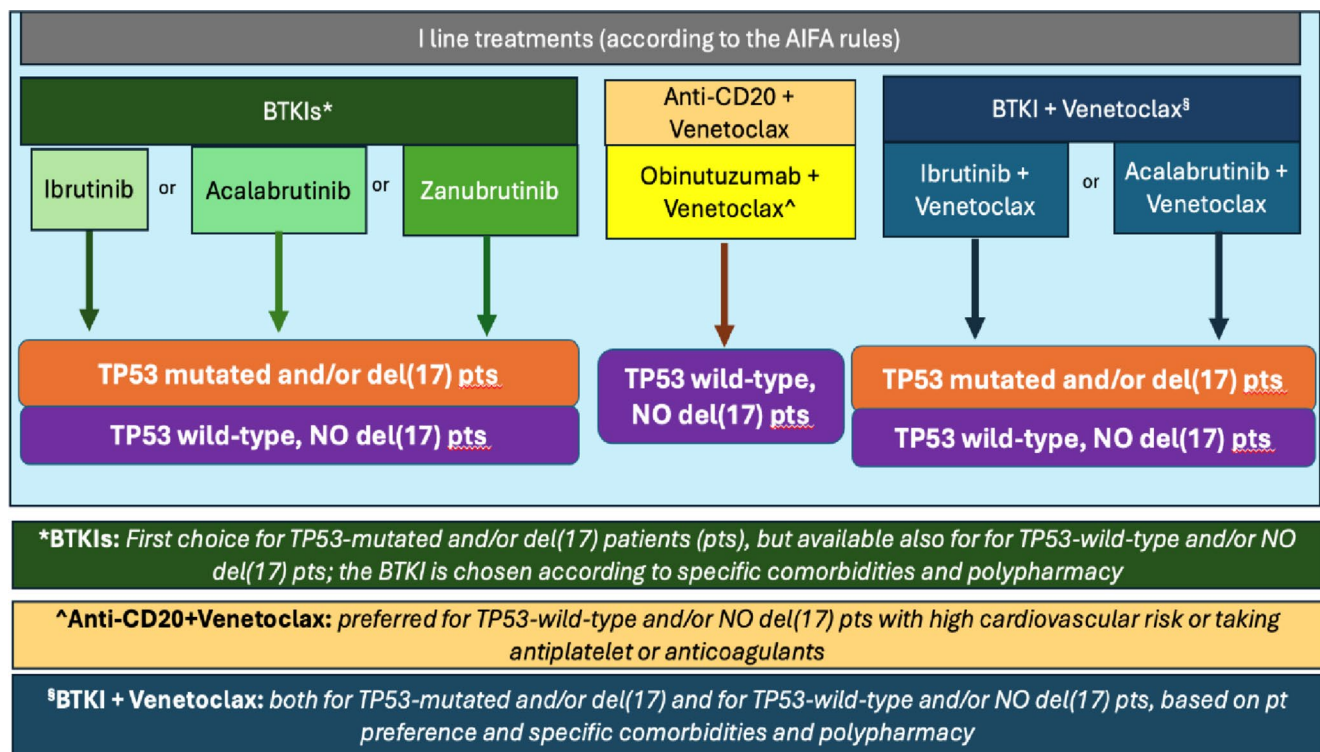 I line treatments (according to the AIFA rules)
BTKIs*
Ibrutinib
or
Acalabrutinib
or
Zanubrutinib
TP53 mutated and/or del(17) pts
TP53 wild-type, NO del(17) pts
Anti-CD20 +
Venetoclax
Obinutuzumab +
Venetoclax^
TP53 wild-type,
NO del(17) pts
BTKI + Venetoclax§
Ibrutinib +
Venetoclax
or
Acalabrutinib +
Venetoclax
TP53 mutated and/or del(17) pts
TP53 wild-type, NO del(17) pts
*BTKIs: First choice for TP53-mutated and/or del(17) patients (pts), but available also for for TP53-wild-type and/or NO
del(17) pts; the BTKI is chosen according to specific comorbidities and polypharmacy
^Anti-CD20+Venetoclax: preferred for TP53-wild-type and/or NO del(17) pts with high cardiovascular risk or taking
antiplatelet or anticoagulants
§BTKI + Venetoclax: both for TP53-mutated and/or del(17) and for TP53-wild-type and/or NO del(17) pts, based on pt
preference and specific comorbidities and polypharmacy